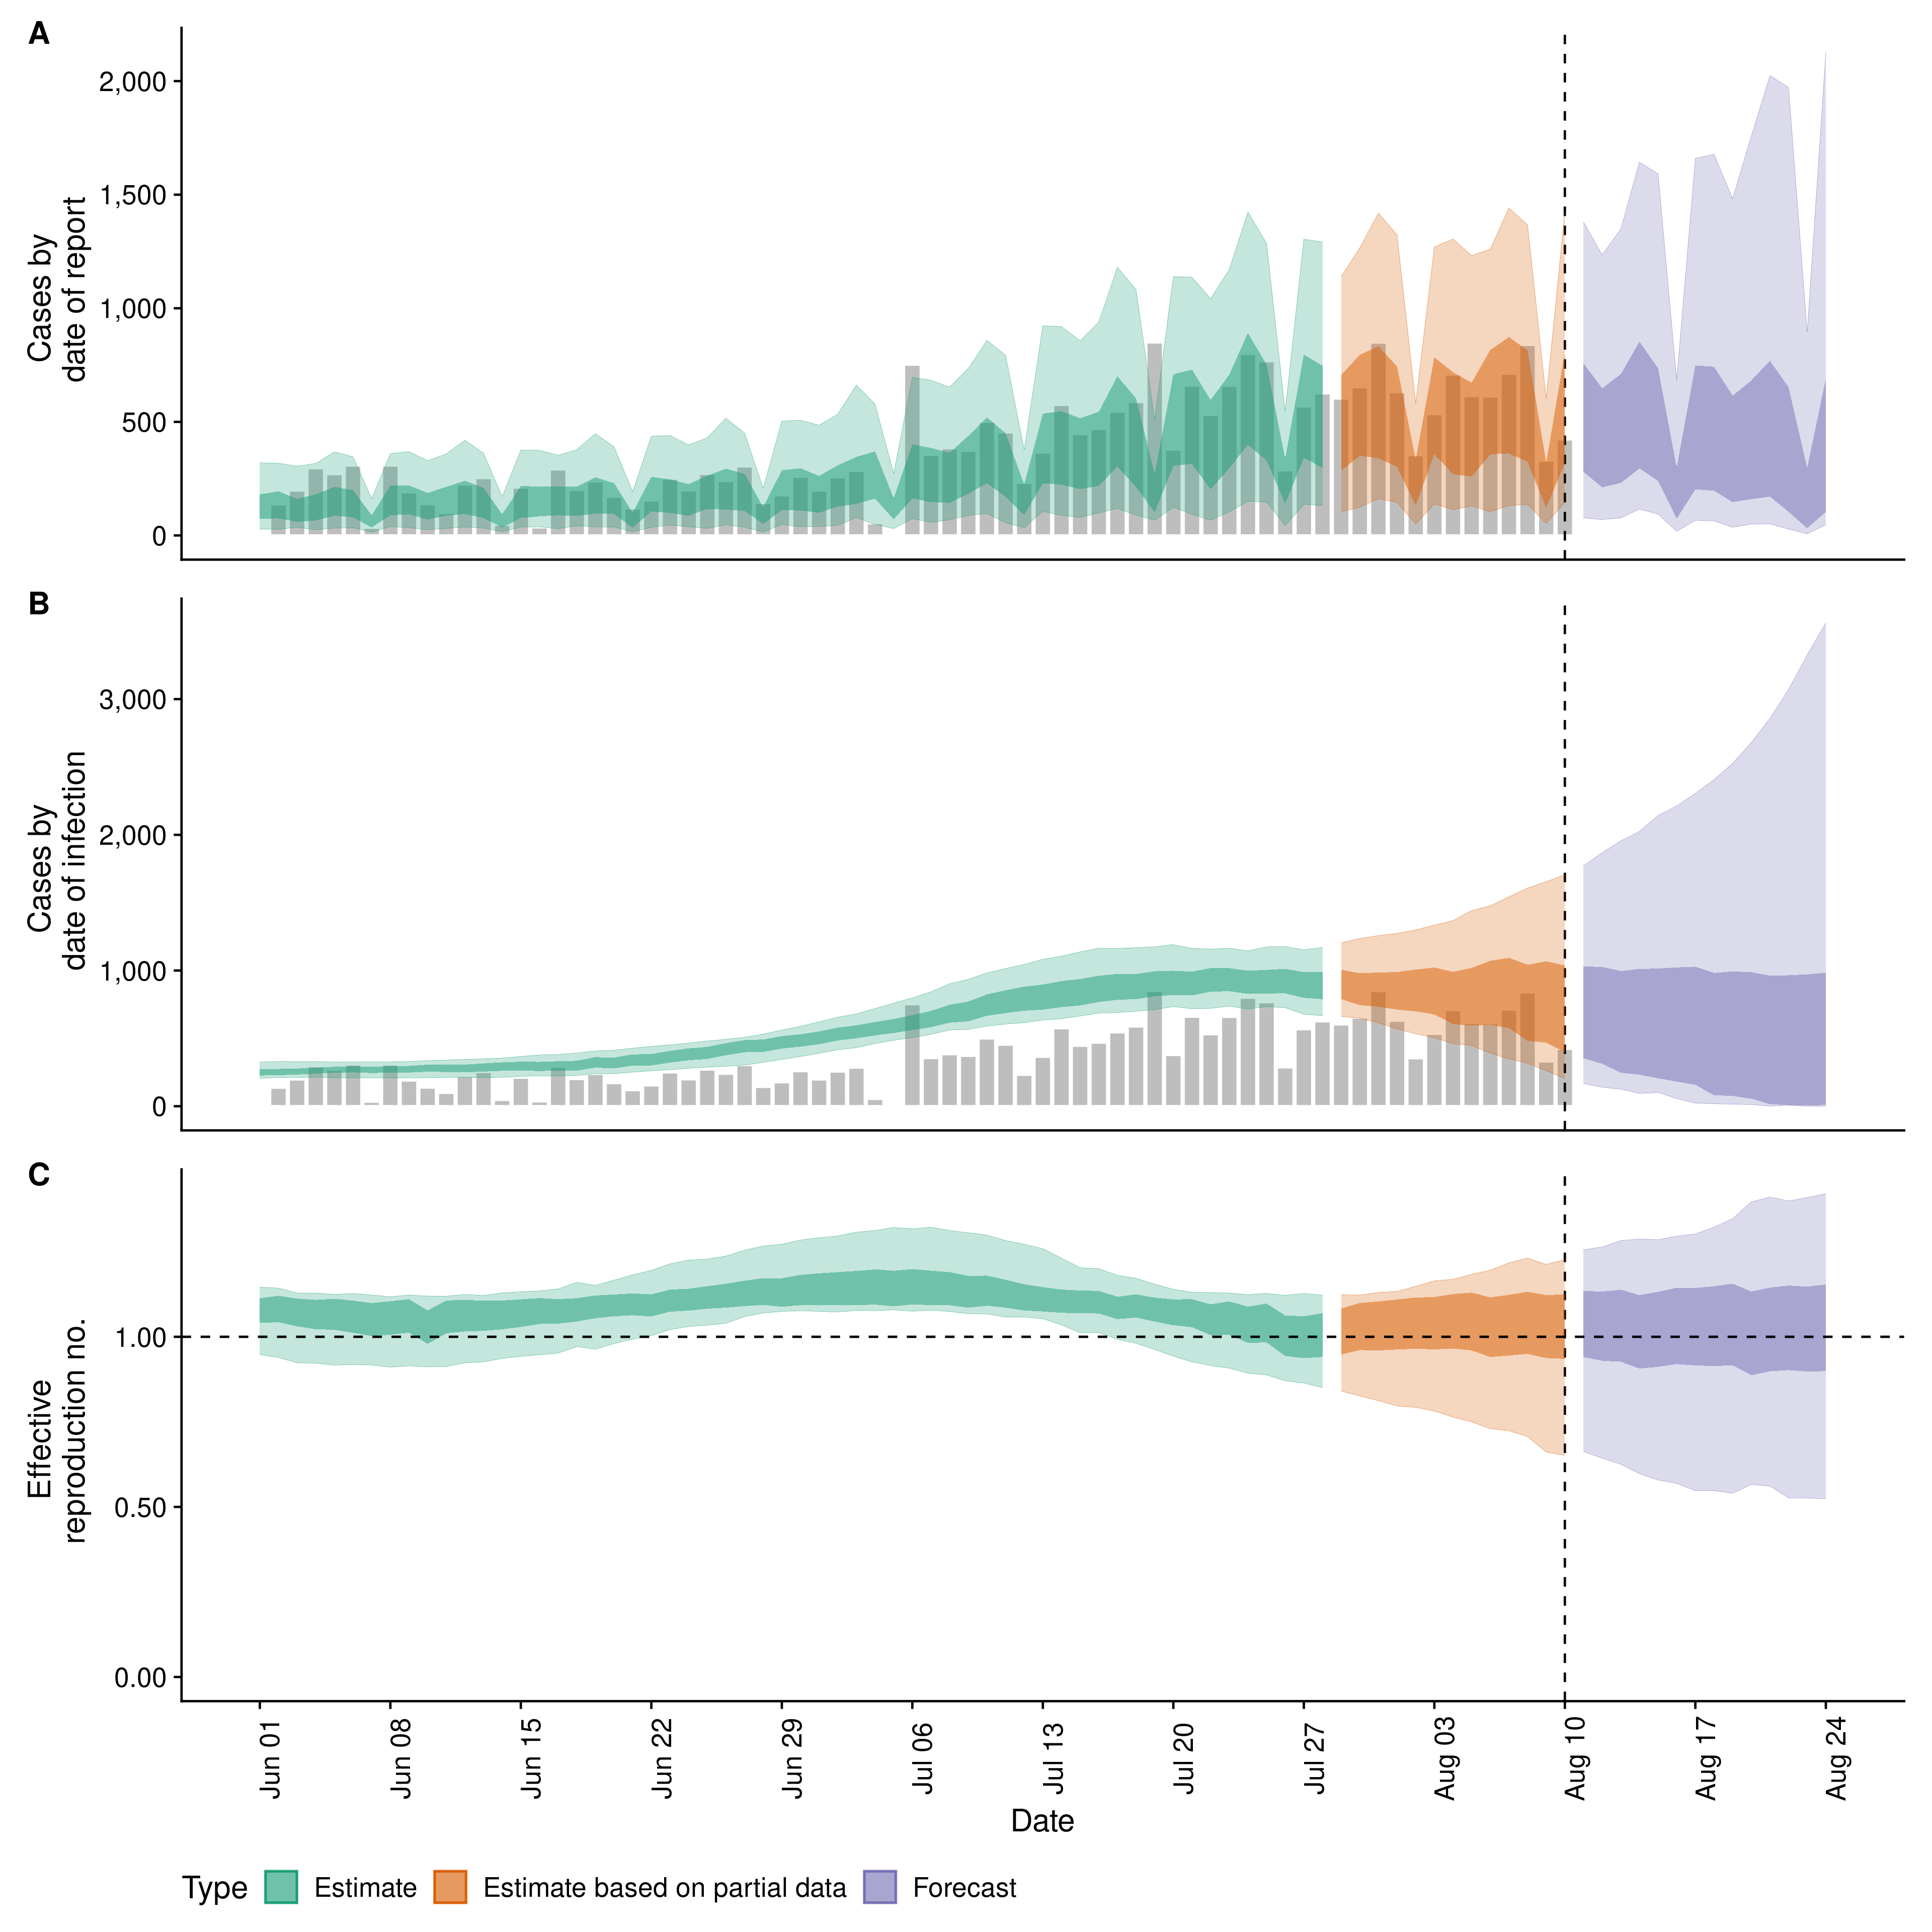 A
2,000
1,500
1,000
500
0
Cases by
date of report
B
3,000
2,000
1,000
0
Cases by
date of infection
C
1.00
0.50
0.00
Effective
reproduction no.
Jun 01
Jun 08
Jun 15
Jun 22
Jun 29
Jul 06
Jul 13
Jul 20
Jul 27
Aug 03
Aug 10
Aug 17
Aug 24
Date
Type Estimate Estimate based on partial data Forecast